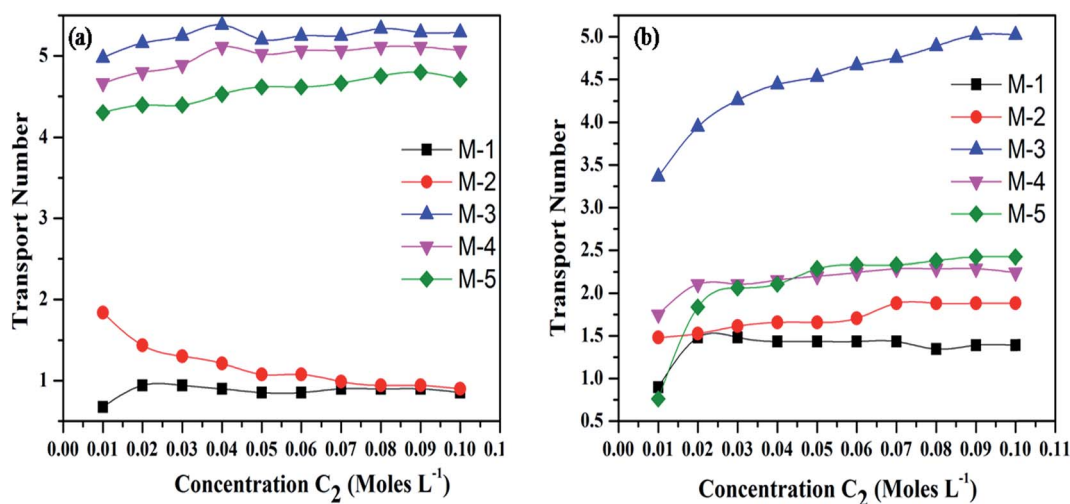 (a)
5
4
5
1
Transport Number
M-1
M-2
M-3
M-4
M-5
0.00 0.01 0.02 0.03 0.04 0.05 0.06 0.07 0.08 0.09 0.10 0.1
Concentration C2 (Moles L-1)
(b)
5.0
4.5
4.0
3.5
3.0
2.5
2.0
1.5
1.0
0.5
Transport Number
M-1
M-2
M-3
M-4
M-5
0.00 0.01 0.02 0.03 0.04 0.05 0.06 0.07 0.08 0.09 0.10 0.11
Concentration C2 (Moles L-1)